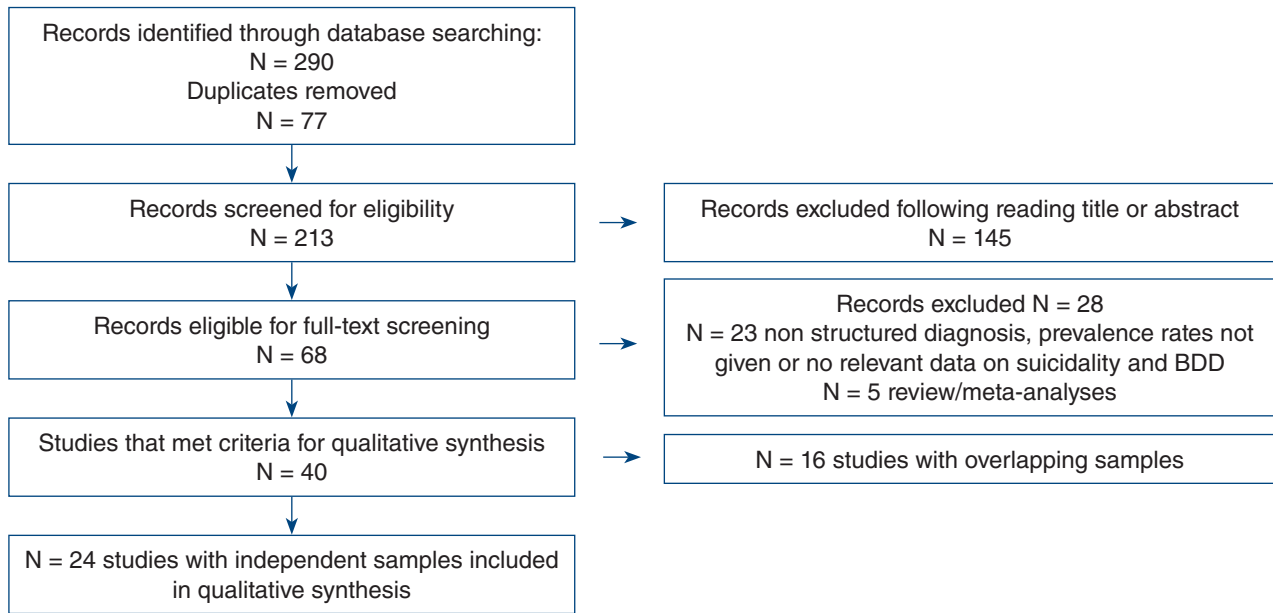 Records identified through database searching:
N = 290
Duplicates removed
N = 77
Records screened for eligibility
N = 213
Records excluded following reading title or abstract
N = 145
Records eligible for full-text screening
N = 68
Records excluded N = 28
N = 23 non structured diagnosis, prevalence rates not
given or no relevant data on suicidality and BDD
N = 5 review/meta-analyses
Studies that met criteria for qualitative synthesis
N = 40
N = 16 studies with overlapping samples
N = 24 studies with independent samples included
in qualitative synthesis